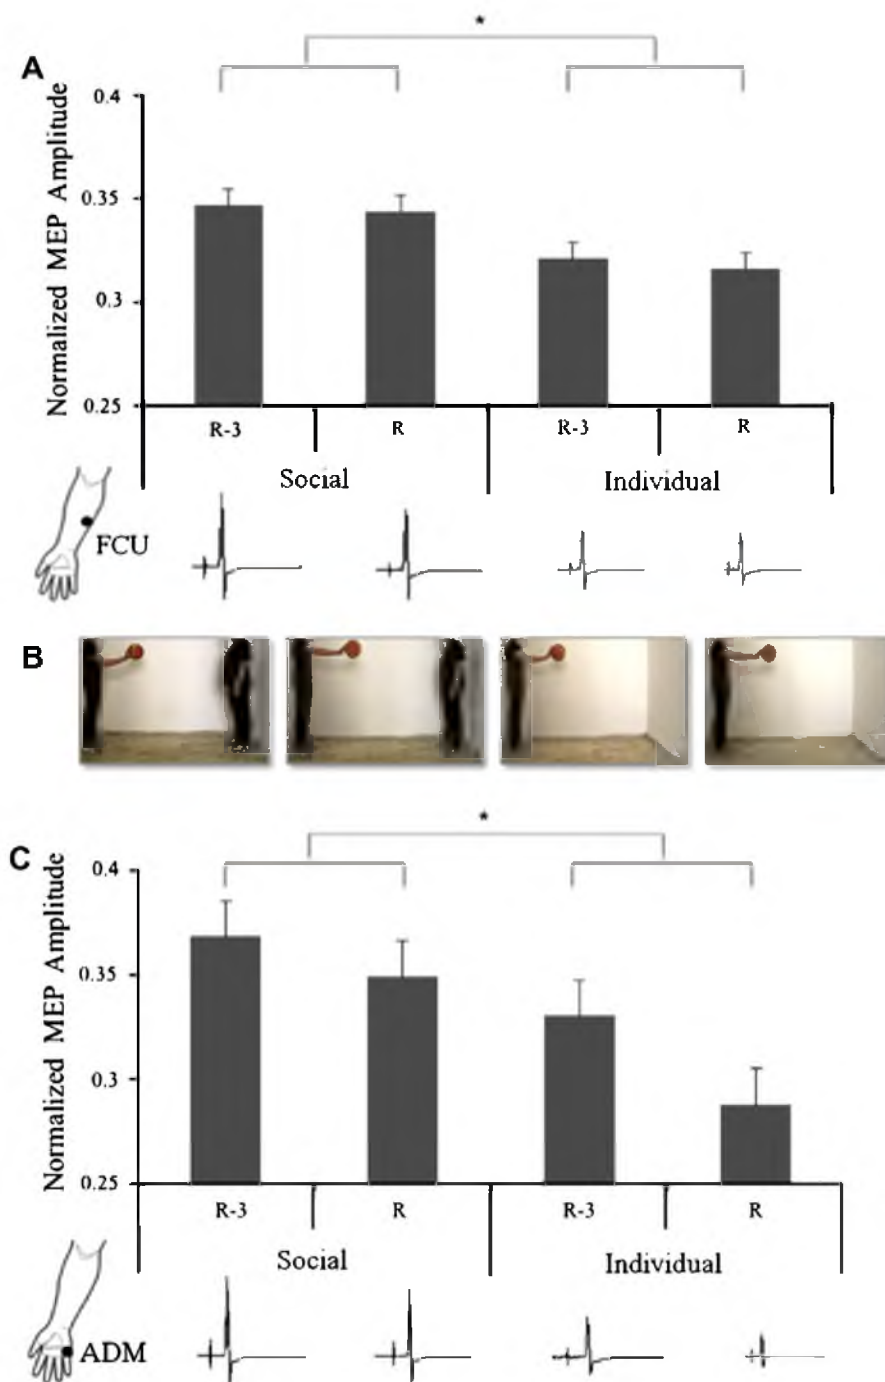 *
A
Normalized MEP Amplitude
0.4
0.35
0.3
0.25
R-3
R
R-3
R
Social
Individual
FCU
B
*
C
Normalized MEP Amplitude
0.4
0.35
0.3
0.25
R-3
R
R-3
R
Social
Individual
ADM